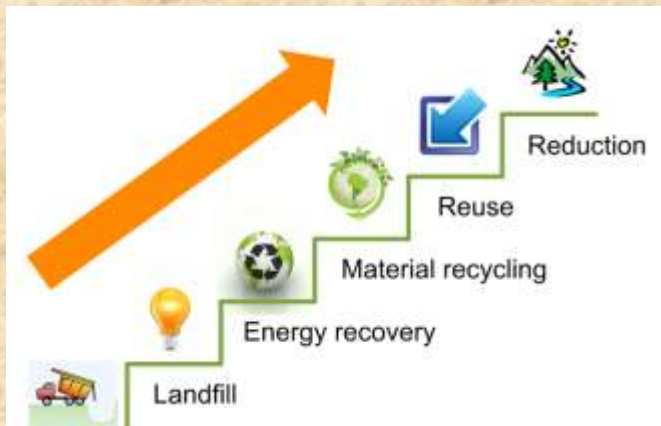 Reduction
Reuse
Material recycling
Energy recovery
Landfill